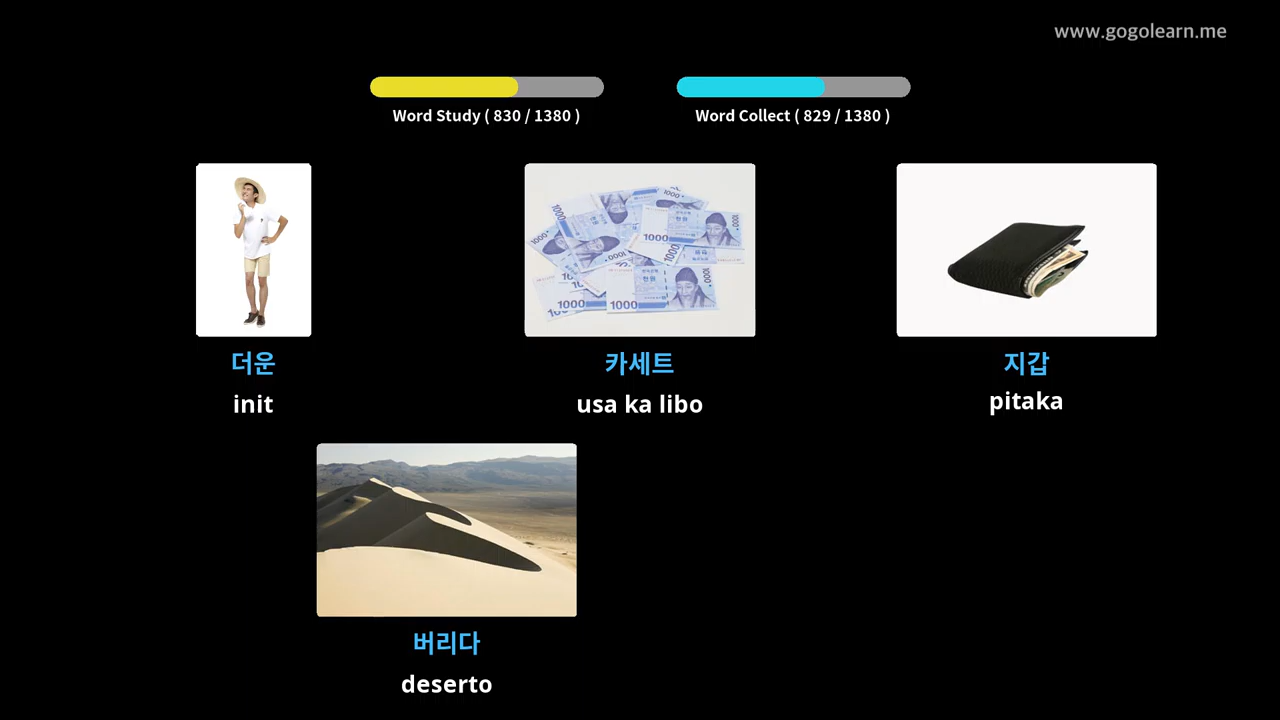 www.gogolearn.me
Word Study ( 830 / 1380 )
Word Collect ( 829 / 1380 )
더운
init
카세트
usa ka libo
지갑
pitaka
버리다
deserto